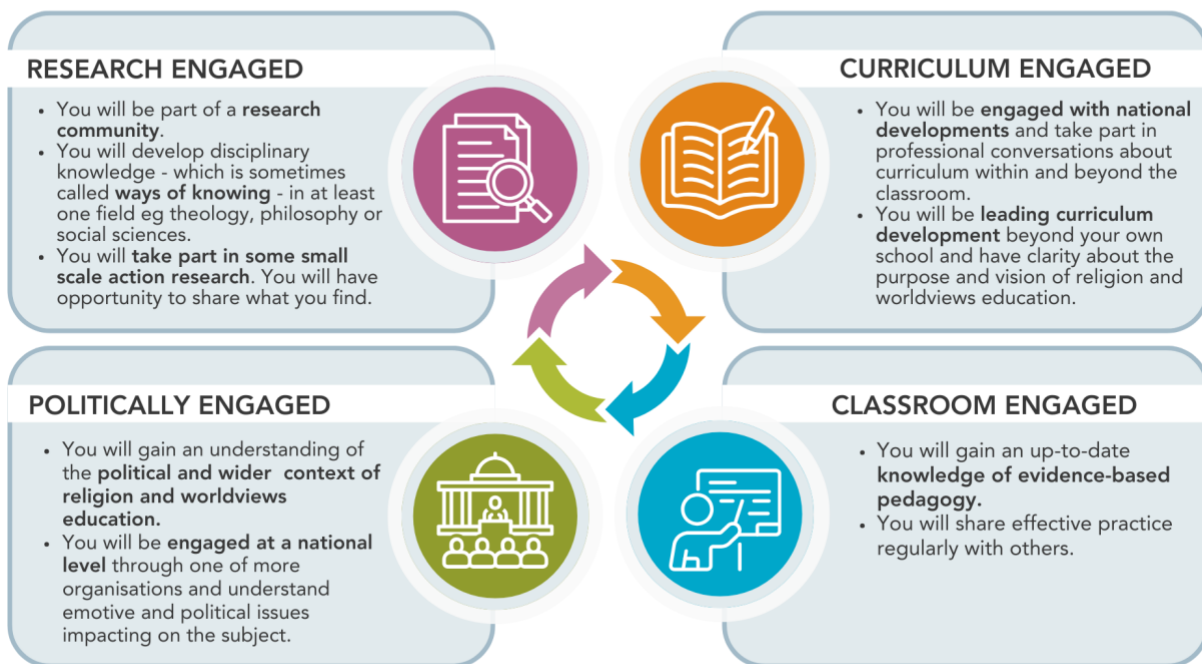 RESEARCH ENGAGED
• You will be part of a research
community.
• You will develop disciplinary
knowledge - which is sometimes
called ways of knowing - in at least
one field eg theology, philosophy or
social sciences.
• You will take part in some small
scale action research. You will have
opportunity to share what you find.
CURRICULUM ENGAGED
• You will be engaged with national
developments and take part in
professional conversations about
curriculum within and beyond the
classroom.
• You will be leading curriculum
development beyond your own
school and have clarity about the
purpose and vision of religion and
worldviews education.
POLITICALLY ENGAGED
• You will gain an understanding of
the political and wider context of
religion and worldviews
education.
• You will be engaged at a national
level through one of more
organisations and understand
emotive and political issues
impacting on the subject.
CLASSROOM ENGAGED
• You will gain an up-to-date
knowledge of evidence-based
pedagogy.
• You will share effective practice
regularly with others.